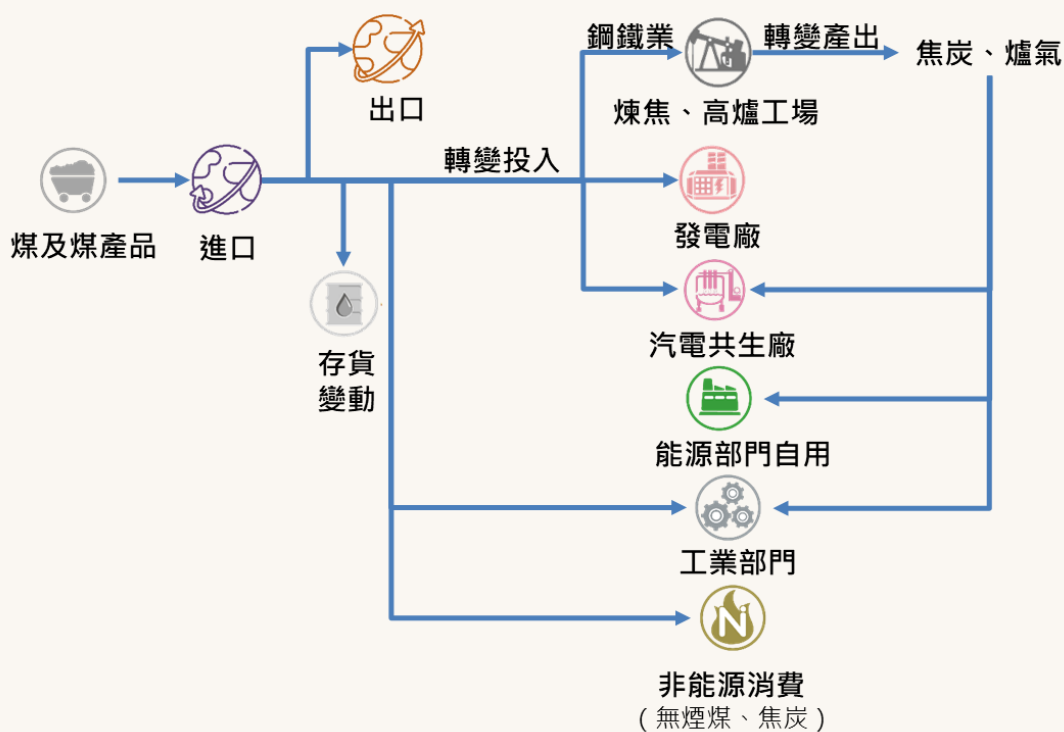 鋼鐵業
轉變產出
焦炭、爐氣
出口
煉焦、高爐工場
轉變投入
煤及煤產品
進口
發電廠
汽電共生廠
存貨
變動
能源部門自用
工業部門
N
非能源消費
(無煙煤、焦炭)